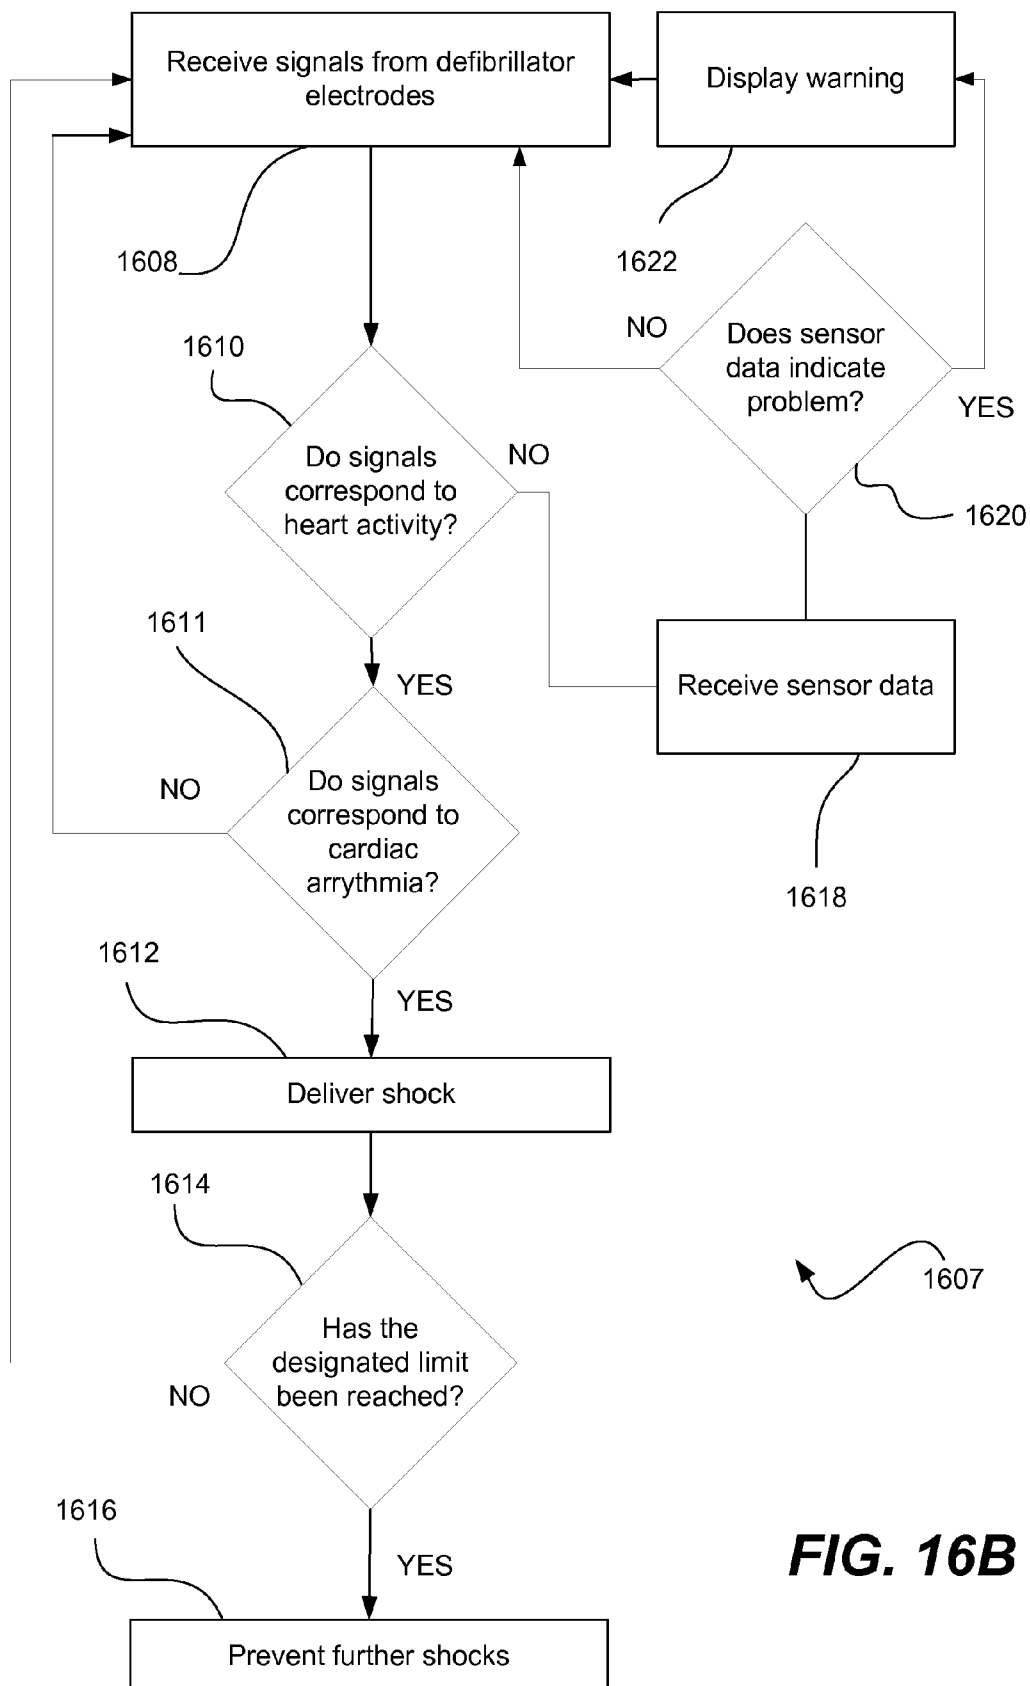 Receive signals from defibrillator
electrodes
Display warning
1608
1622
NO
Does sensor
data indicate
problem?
YES
1610
Do signals
correspond to
heart activity?
NO
1620
1611
YES
Receive sensor data
NO
Do signals
correspond to
cardiac
arrythmia?
1618
1612
YES
Deliver shock
1614
1607
Has the
designated limit
been reached?
NO
1616
YES
FIG. 16B
Prevent further shocks